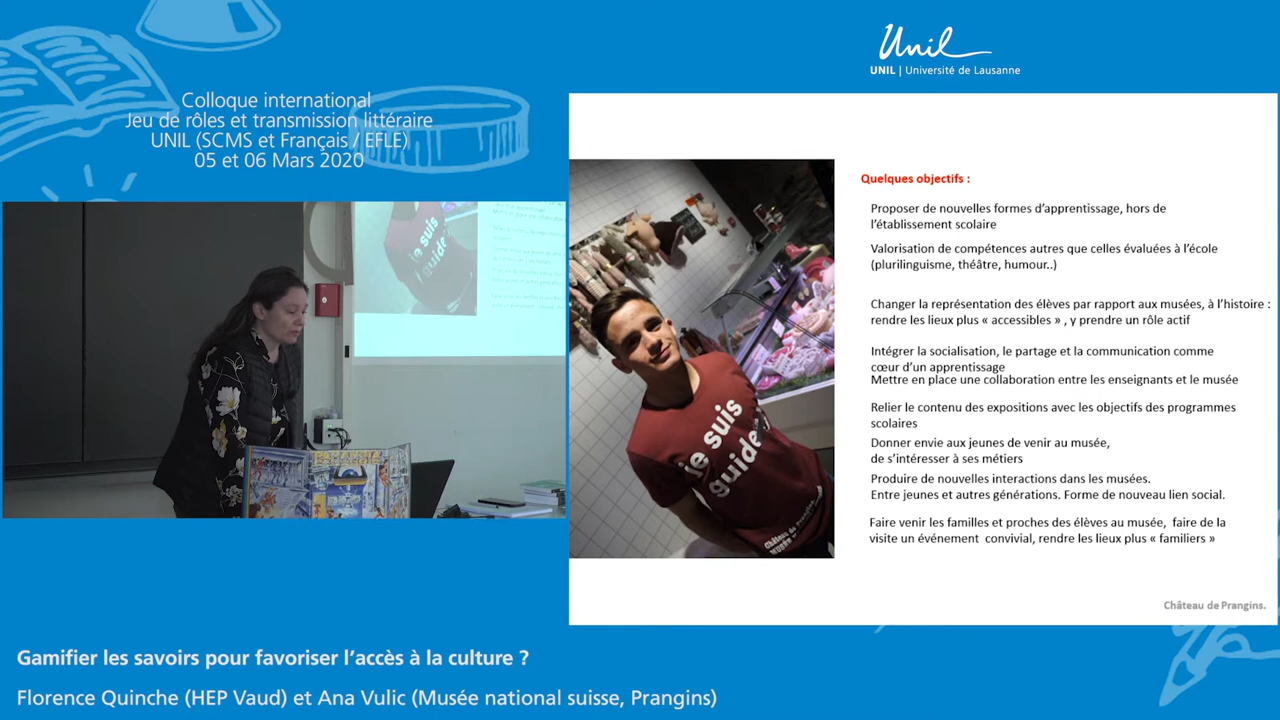 Unil
UNIL | Université de Lausanne
Colloque international
Jeu de rôles et transmission littéraire
UNIL (SCMS et Français / EFLE)
05 et 06 Mars 2020
je suis
guide
Quelques objectifs :
Proposer de nouvelles formes d'apprentissage, hors de
l'établissement scolaire
Valorisation de compétences autres que celles évaluées à l'école
(plurilinguisme, théâtre, humour..)
Changer la représentation des élèves par rapport aux musées, à l'histoire :
rendre les lieux plus « accessibles » , y prendre un rôle actif
Intégrer la socialisation, le partage et la communication comme
cœur d'un apprentissage
Mettre en place une collaboration entre les enseignants et le musée
Relier le contenu des expositions avec les objectifs des programmes
scolaires
Donner envie aux jeunes de venir au musée,
de s'intéresser à ses métiers
Produire de nouvelles interactions dans les musées.
Entre jeunes et autres générations. Forme de nouveau lien social.
Faire venir les familles et proches des élèves au musée, faire de la
visite un événement convivial, rendre les lieux plus « familiers »
je suis
guide
Château de Prangins
Château de Prangins.
Gamifier les savoirs pour favoriser l'accès à la culture ?
Florence Quinche (HEP Vaud) et Ana Vulic (Musée national suisse, Prangins)